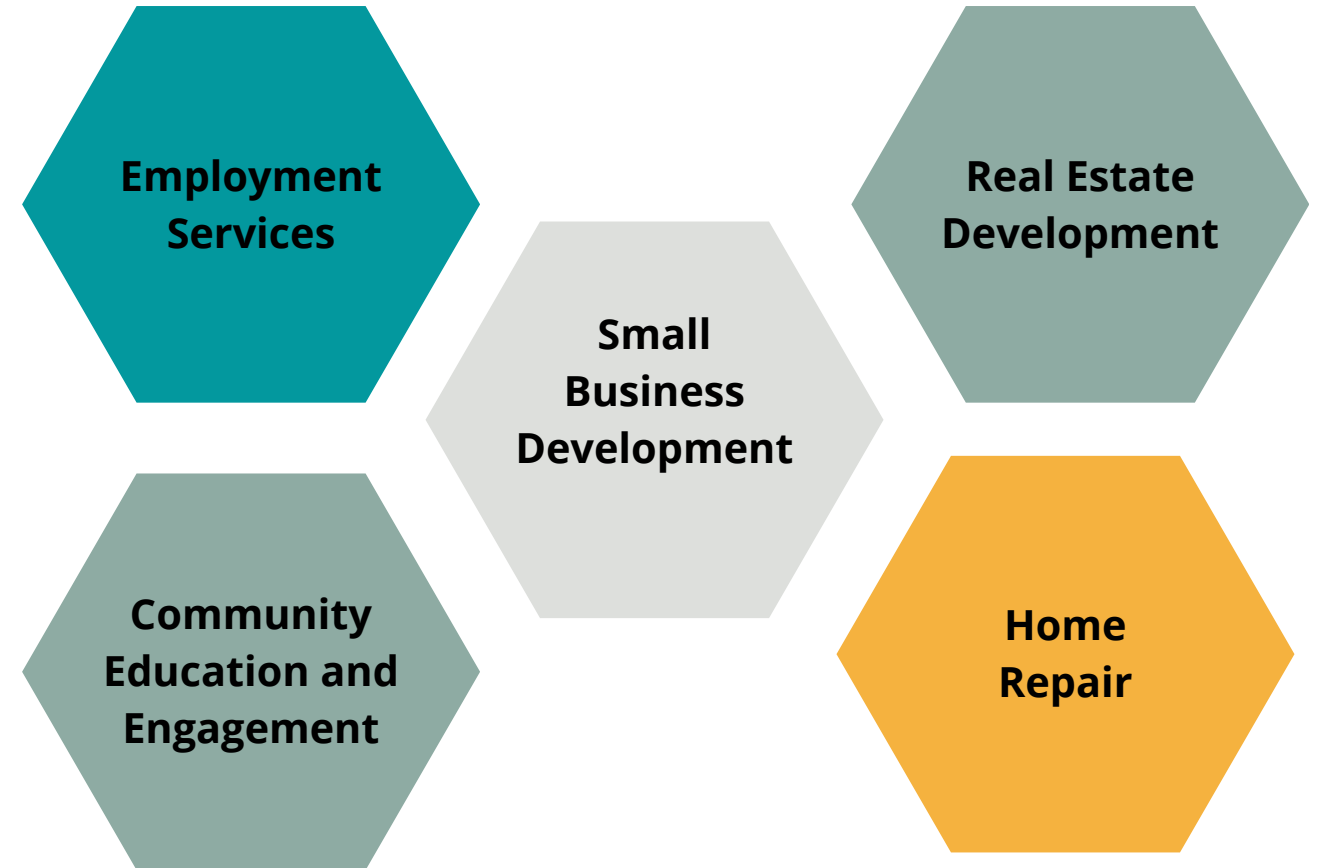 Employment
Services
Real Estate
Development
Small
Business
Development
Community
Education and
Engagement
Home
Repair